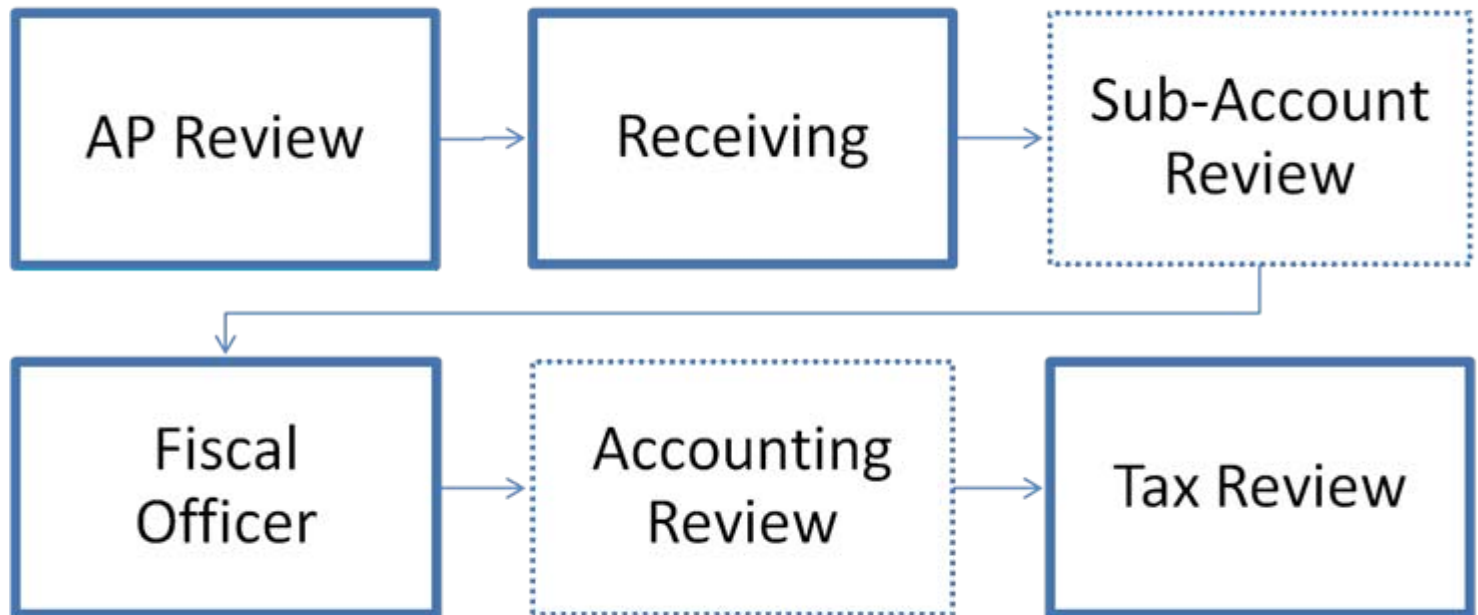 AP Review
Receiving
Sub-Account
Review
Fiscal
Officer
Accounting
Review
Tax Review